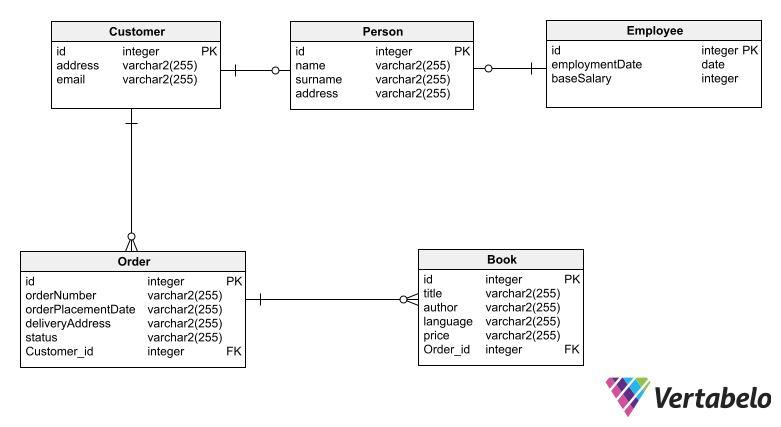 Customer
id integer PK
address varchar2(255)
email varchar2(255)
Person
id integer PK
name varchar2(255)
surname varchar2(255)
address varchar2(255)
Employee
id integer PK
employmentDate date
baseSalary integer
Order
id integer PK
orderNumber varchar2(255)
orderPlacementDate varchar2(255)
deliveryAddress varchar2(255)
status varchar2(255)
Customer_id integer FK
Book
id integer PK
title varchar2(255)
author varchar2(255)
language varchar2(255)
price varchar2(255)
Order_id integer FK
Vertabelo